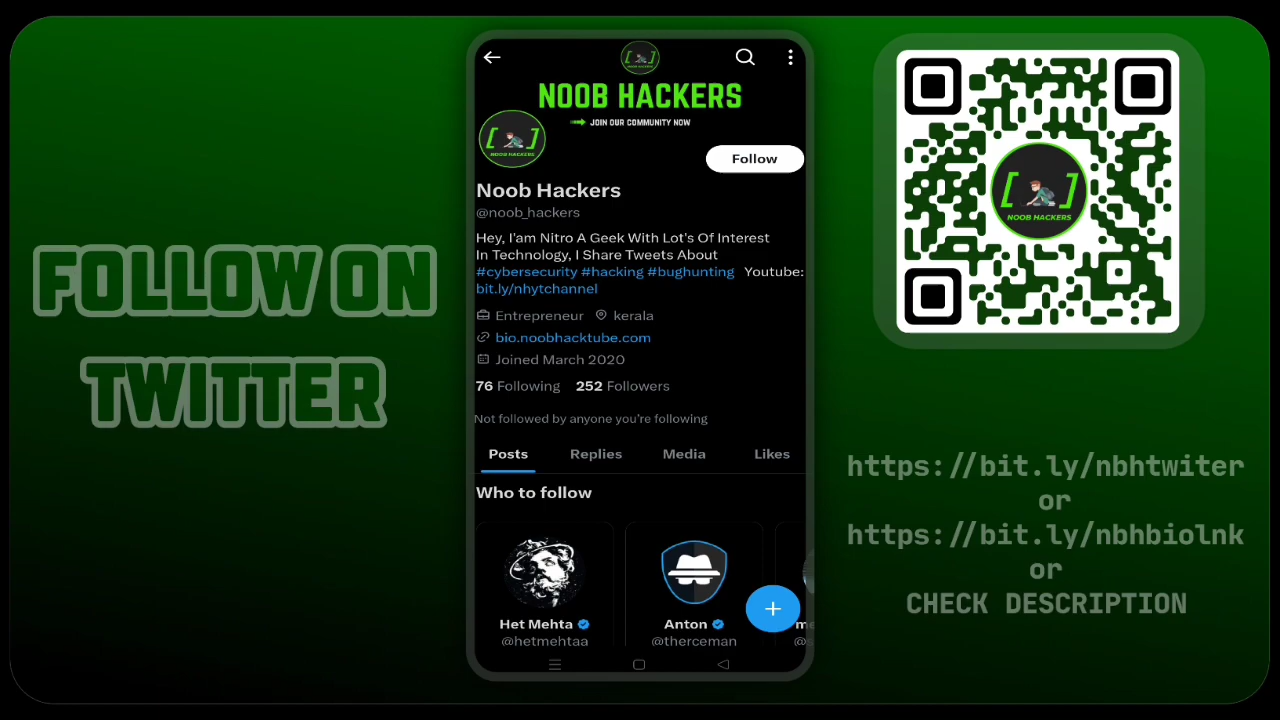 FOLLOW ON
TWITTER
NOOB HACKERS
JOIN OUR COMMUNITY NOW
NOOB HACKERS
Follow
Noob Hackers
@noob_hackers
Hey, I'am Nitro A Geek With Lot's Of Interest
In Technology, I Share Tweets About
#cybersecurity #hacking #bughunting Youtube:
bit.ly/nhytchannel
Entrepreneur kerala
bio.noobhacktube.com
Joined March 2020
76 Following 252 Followers
Not followed by anyone you're following
Posts Replies Media Likes
Who to follow
Het Mehta Anton
@hetmehtaa @therceman
NOOB HACKERS
https://bit.ly/nbhtwiter
or
https://bit.ly/nbhbiolnk
or
CHECK DESCRIPTION